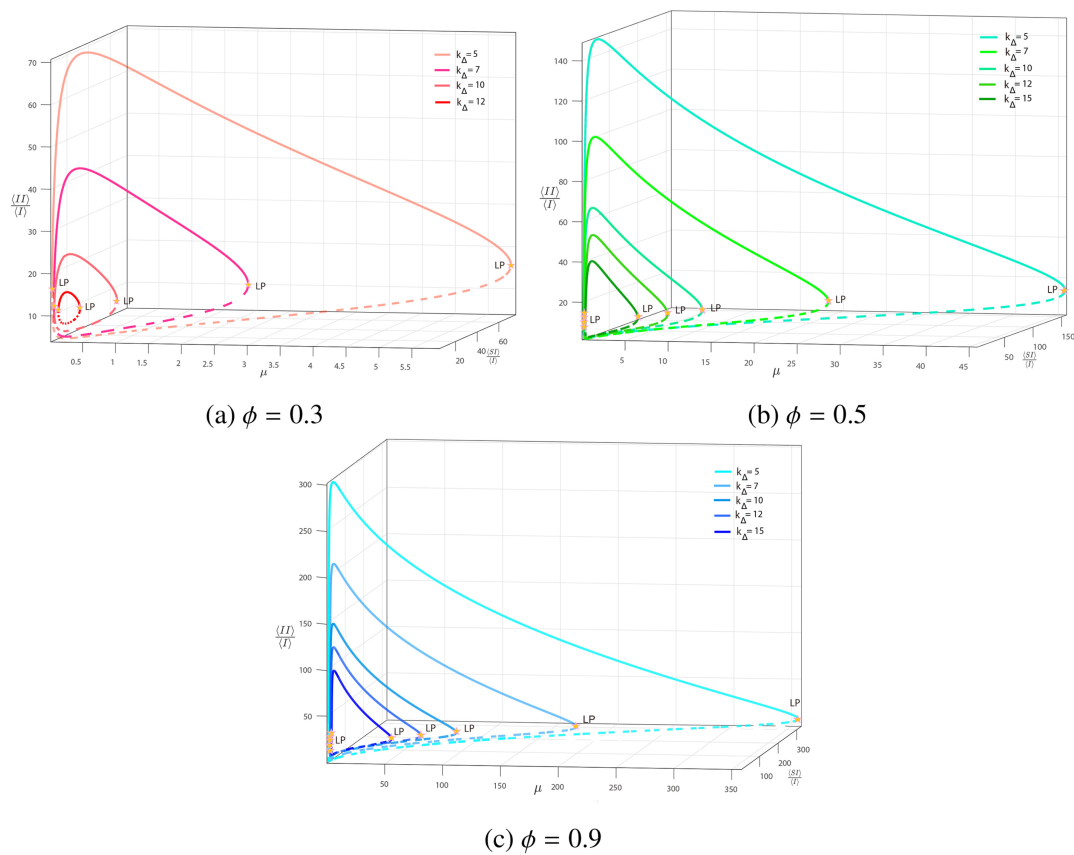 k_Δ = 5
k_Δ = 7
k_Δ = 10
k_Δ = 12
70
60
50
40
30
20
10
⟨II⟩/⟨I⟩
LP
LP
LP
LP
LP
0.5 1 1.5 2 2.5 3 3.5 4 4.5 5 5.5
μ
20 40 60
⟨SI⟩/⟨I⟩
(a) ϕ = 0.3
k_Δ = 5
k_Δ = 7
k_Δ = 10
k_Δ = 12
k_Δ = 15
140
120
100
80
60
40
20
⟨II⟩/⟨I⟩
LP
LP
LP
LP
LP
LP
5 10 15 20 25 30 35 40 45
μ
50 100 150
⟨SI⟩/⟨I⟩
(b) ϕ = 0.5
k_Δ = 5
k_Δ = 7
k_Δ = 10
k_Δ = 12
k_Δ = 15
300
250
200
150
100
50
⟨II⟩/⟨I⟩
LP
LP
LP
LP
LP
LP
50 100 150 200 250 300 350
μ
100 200 300
⟨SI⟩/⟨I⟩
(c) ϕ = 0.9